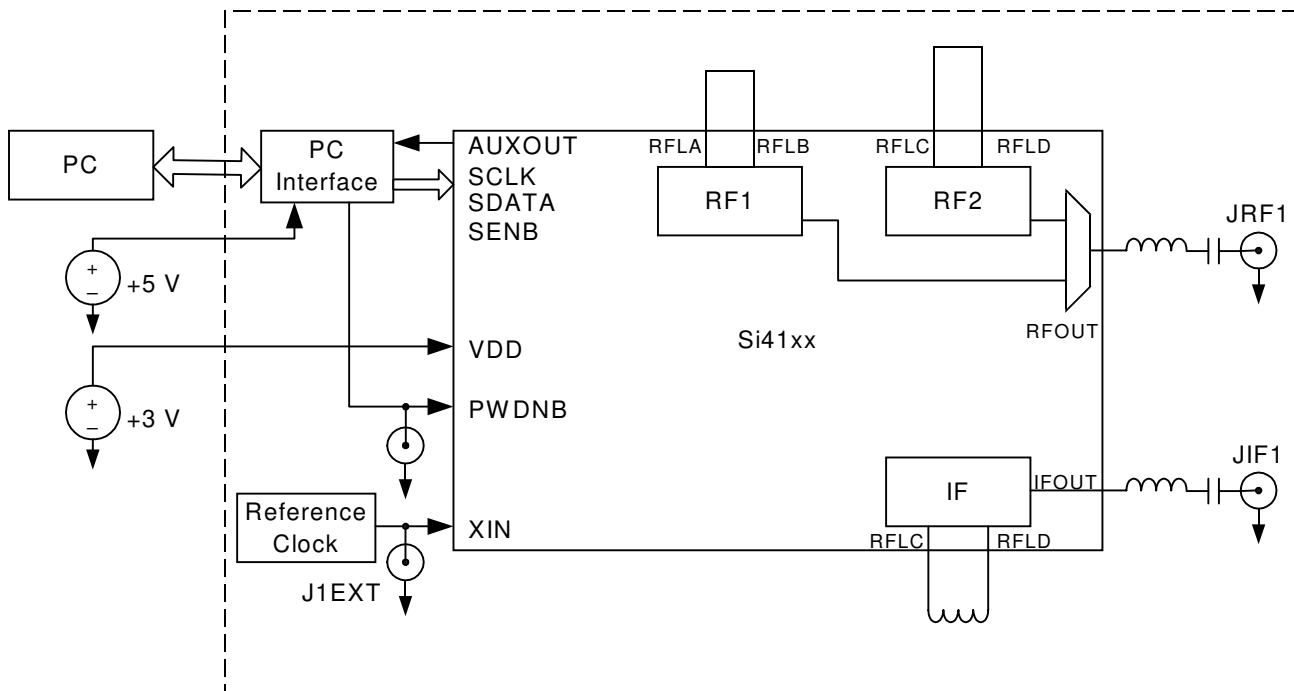 PC
PC
Interface
AUXOUT
SCLK
SDATA
SENB
RFLA
RFLB
RFLC
RFLD
RF1
RF2
JRF1
+
–
+5 V
RFOUT
Si41xx
VDD
+
–
+3 V
PWDNB
Reference
Clock
XIN
J1EXT
IF
IFOUT
JIF1
RFLC
RFLD